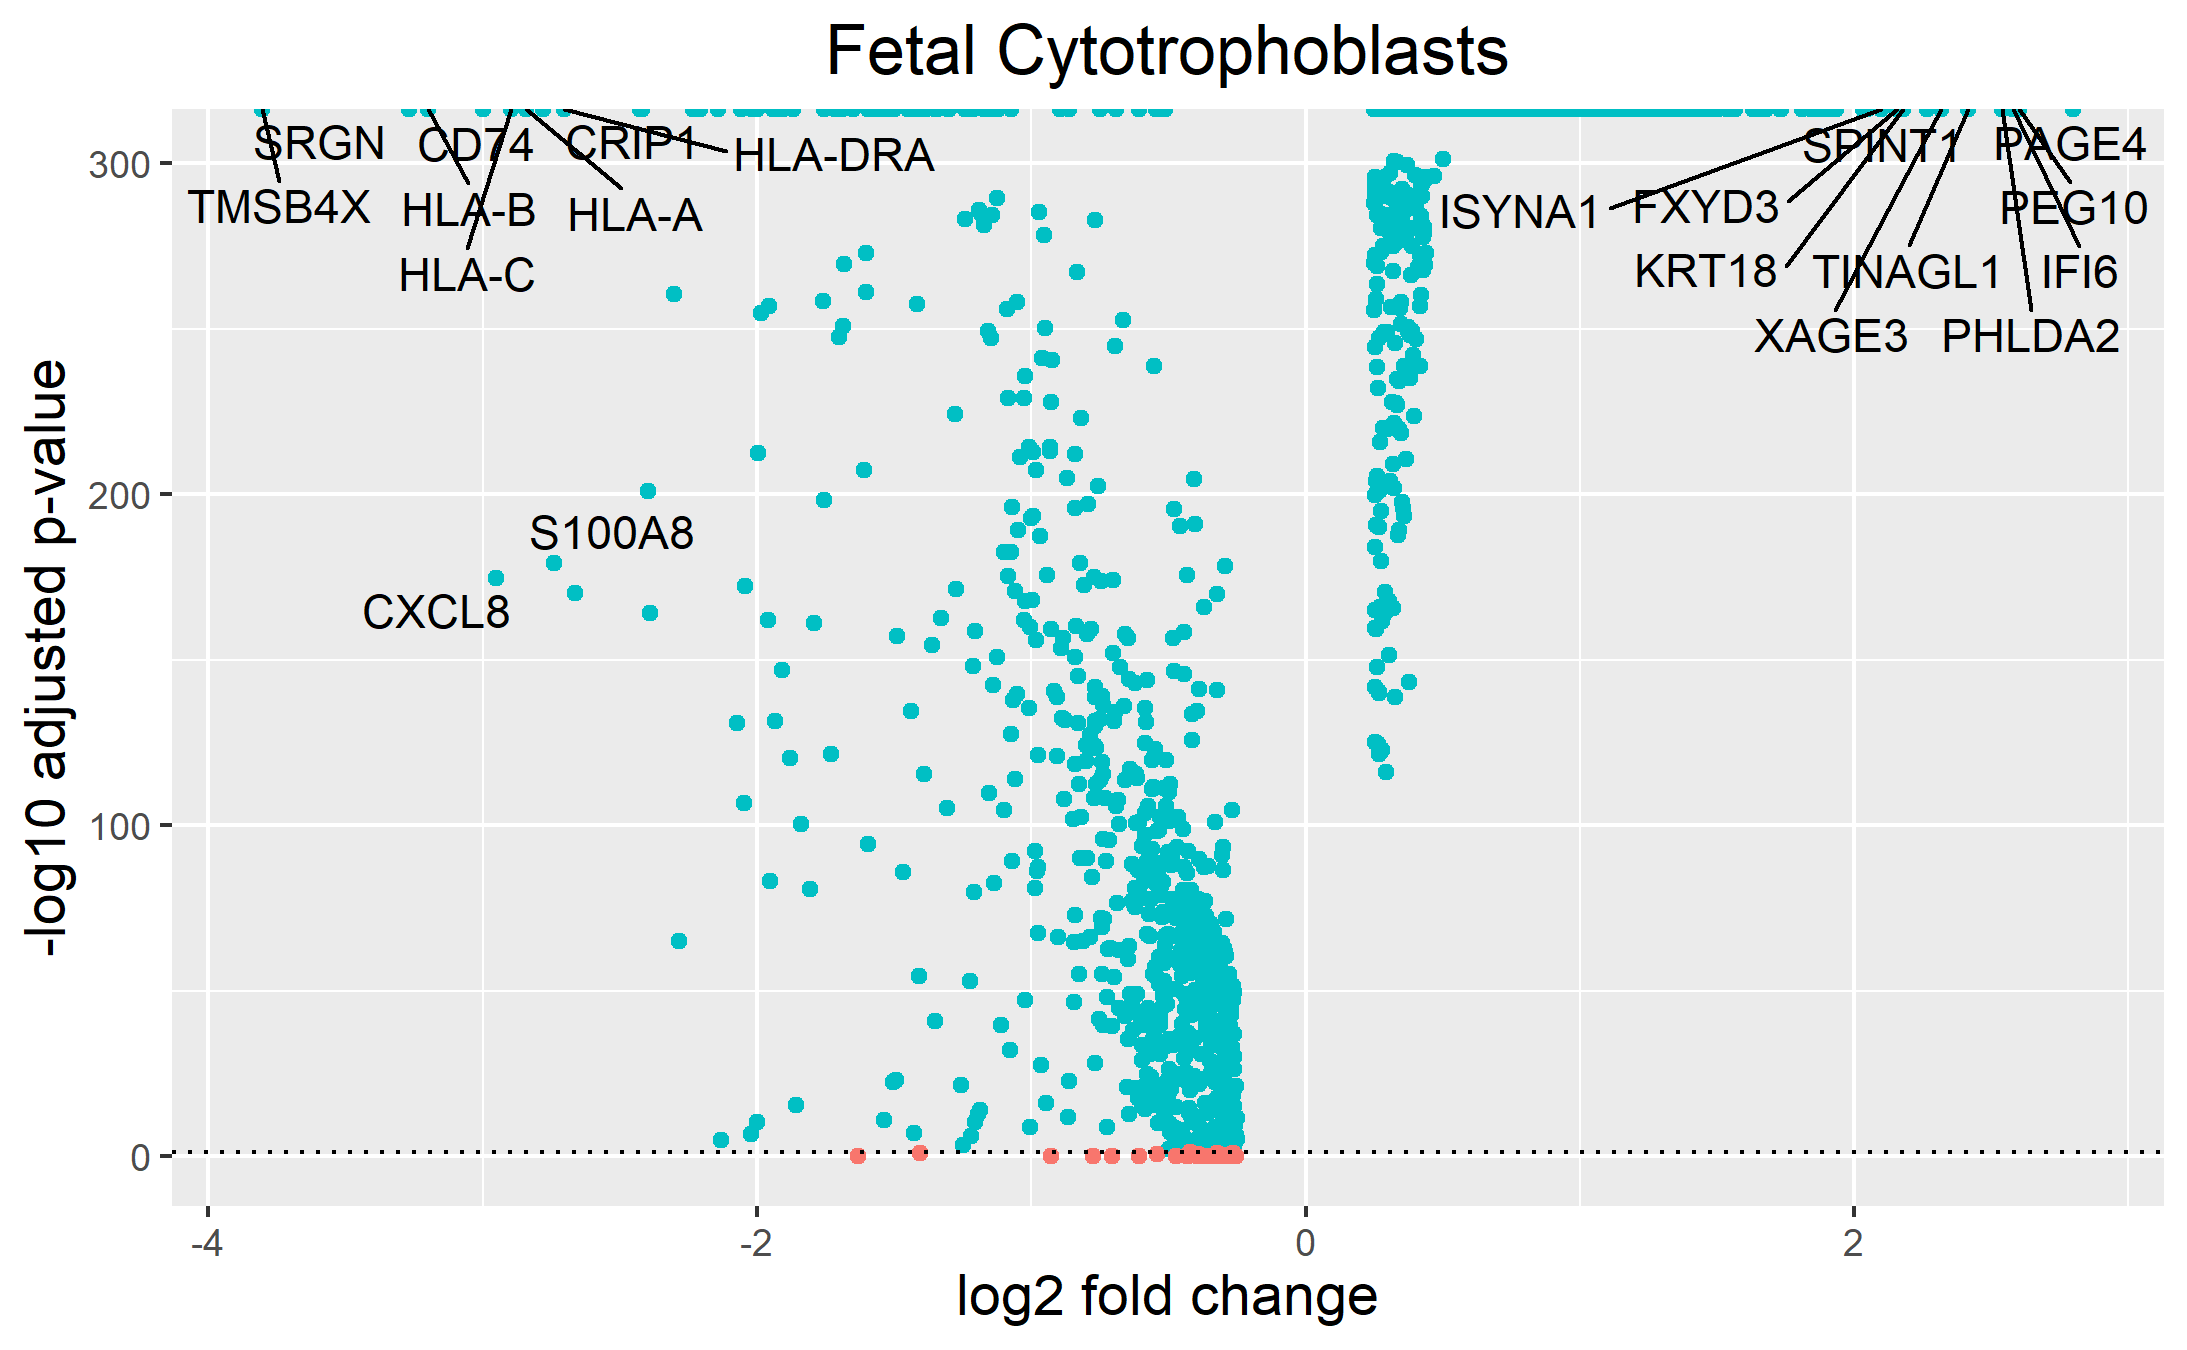 Fetal Cytotrophoblasts
SRGN
CD74
CRIP1
HLA-DRA
SPINT1
PAGE4
TMSB4X
HLA-B
HLA-A
ISYNA1
FXYD3
PEG10
HLA-C
KRT18
TINAGL1
IFI6
XAGE3
PHLDA2
S100A8
CXCL8
-log10 adjusted p-value
300
200
100
0
-4
-2
0
2
log2 fold change